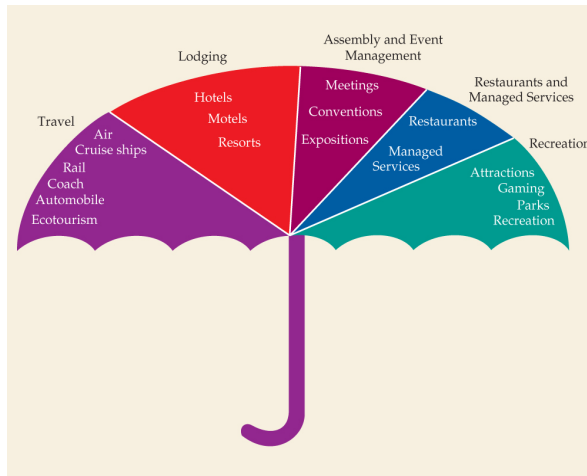 Assembly and Event
Management
Lodging
Restaurants and
Managed Services
Travel
Recreation
Air
Cruise ships
Rail
Coach
Automobile
Ecotourism
Hotels
Motels
Resorts
Meetings
Conventions
Expositions
Restaurants
Managed
Services
Attractions
Gaming
Parks
Recreation